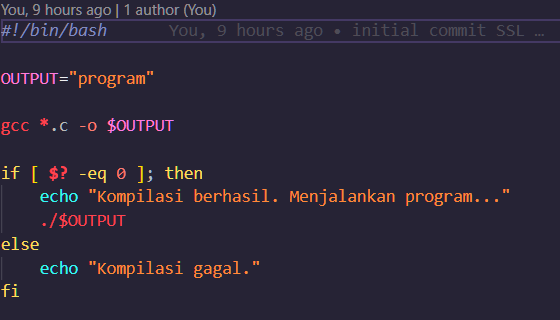 You, 9 hours ago | 1 author (You)
#!/bin/bash You, 9 hours ago • initial commit SSL …
OUTPUT="program"
gcc *.c -o $OUTPUT
if [ $? -eq 0 ]; then
echo "Kompilasi berhasil. Menjalankan program..."
./$OUTPUT
else
echo "Kompilasi gagal."
fi